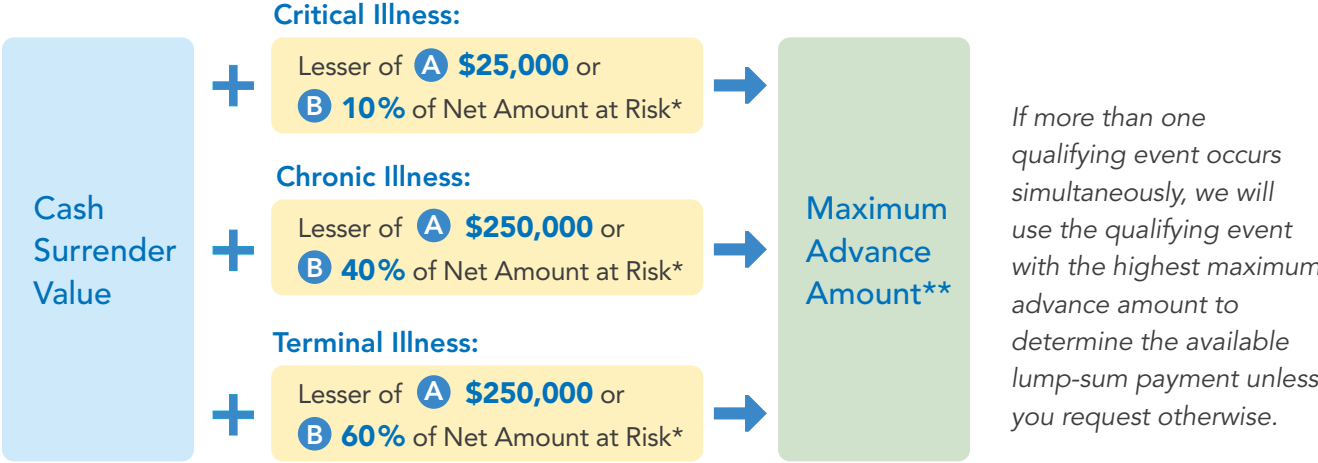 Critical Illness:
Lesser of A $25,000 or
B 10% of Net Amount at Risk*
Chronic Illness:
Cash
Surrender
Value
Lesser of A $250,000 or
B 40% of Net Amount at Risk*
Terminal Illness:
Lesser of A $250,000 or
B 60% of Net Amount at Risk*
Maximum
Advance
Amount**
If more than one
qualifying event occurs
simultaneously, we will
use the qualifying event
with the highest maximum
advance amount to
determine the available
lump-sum payment unless
you request otherwise.